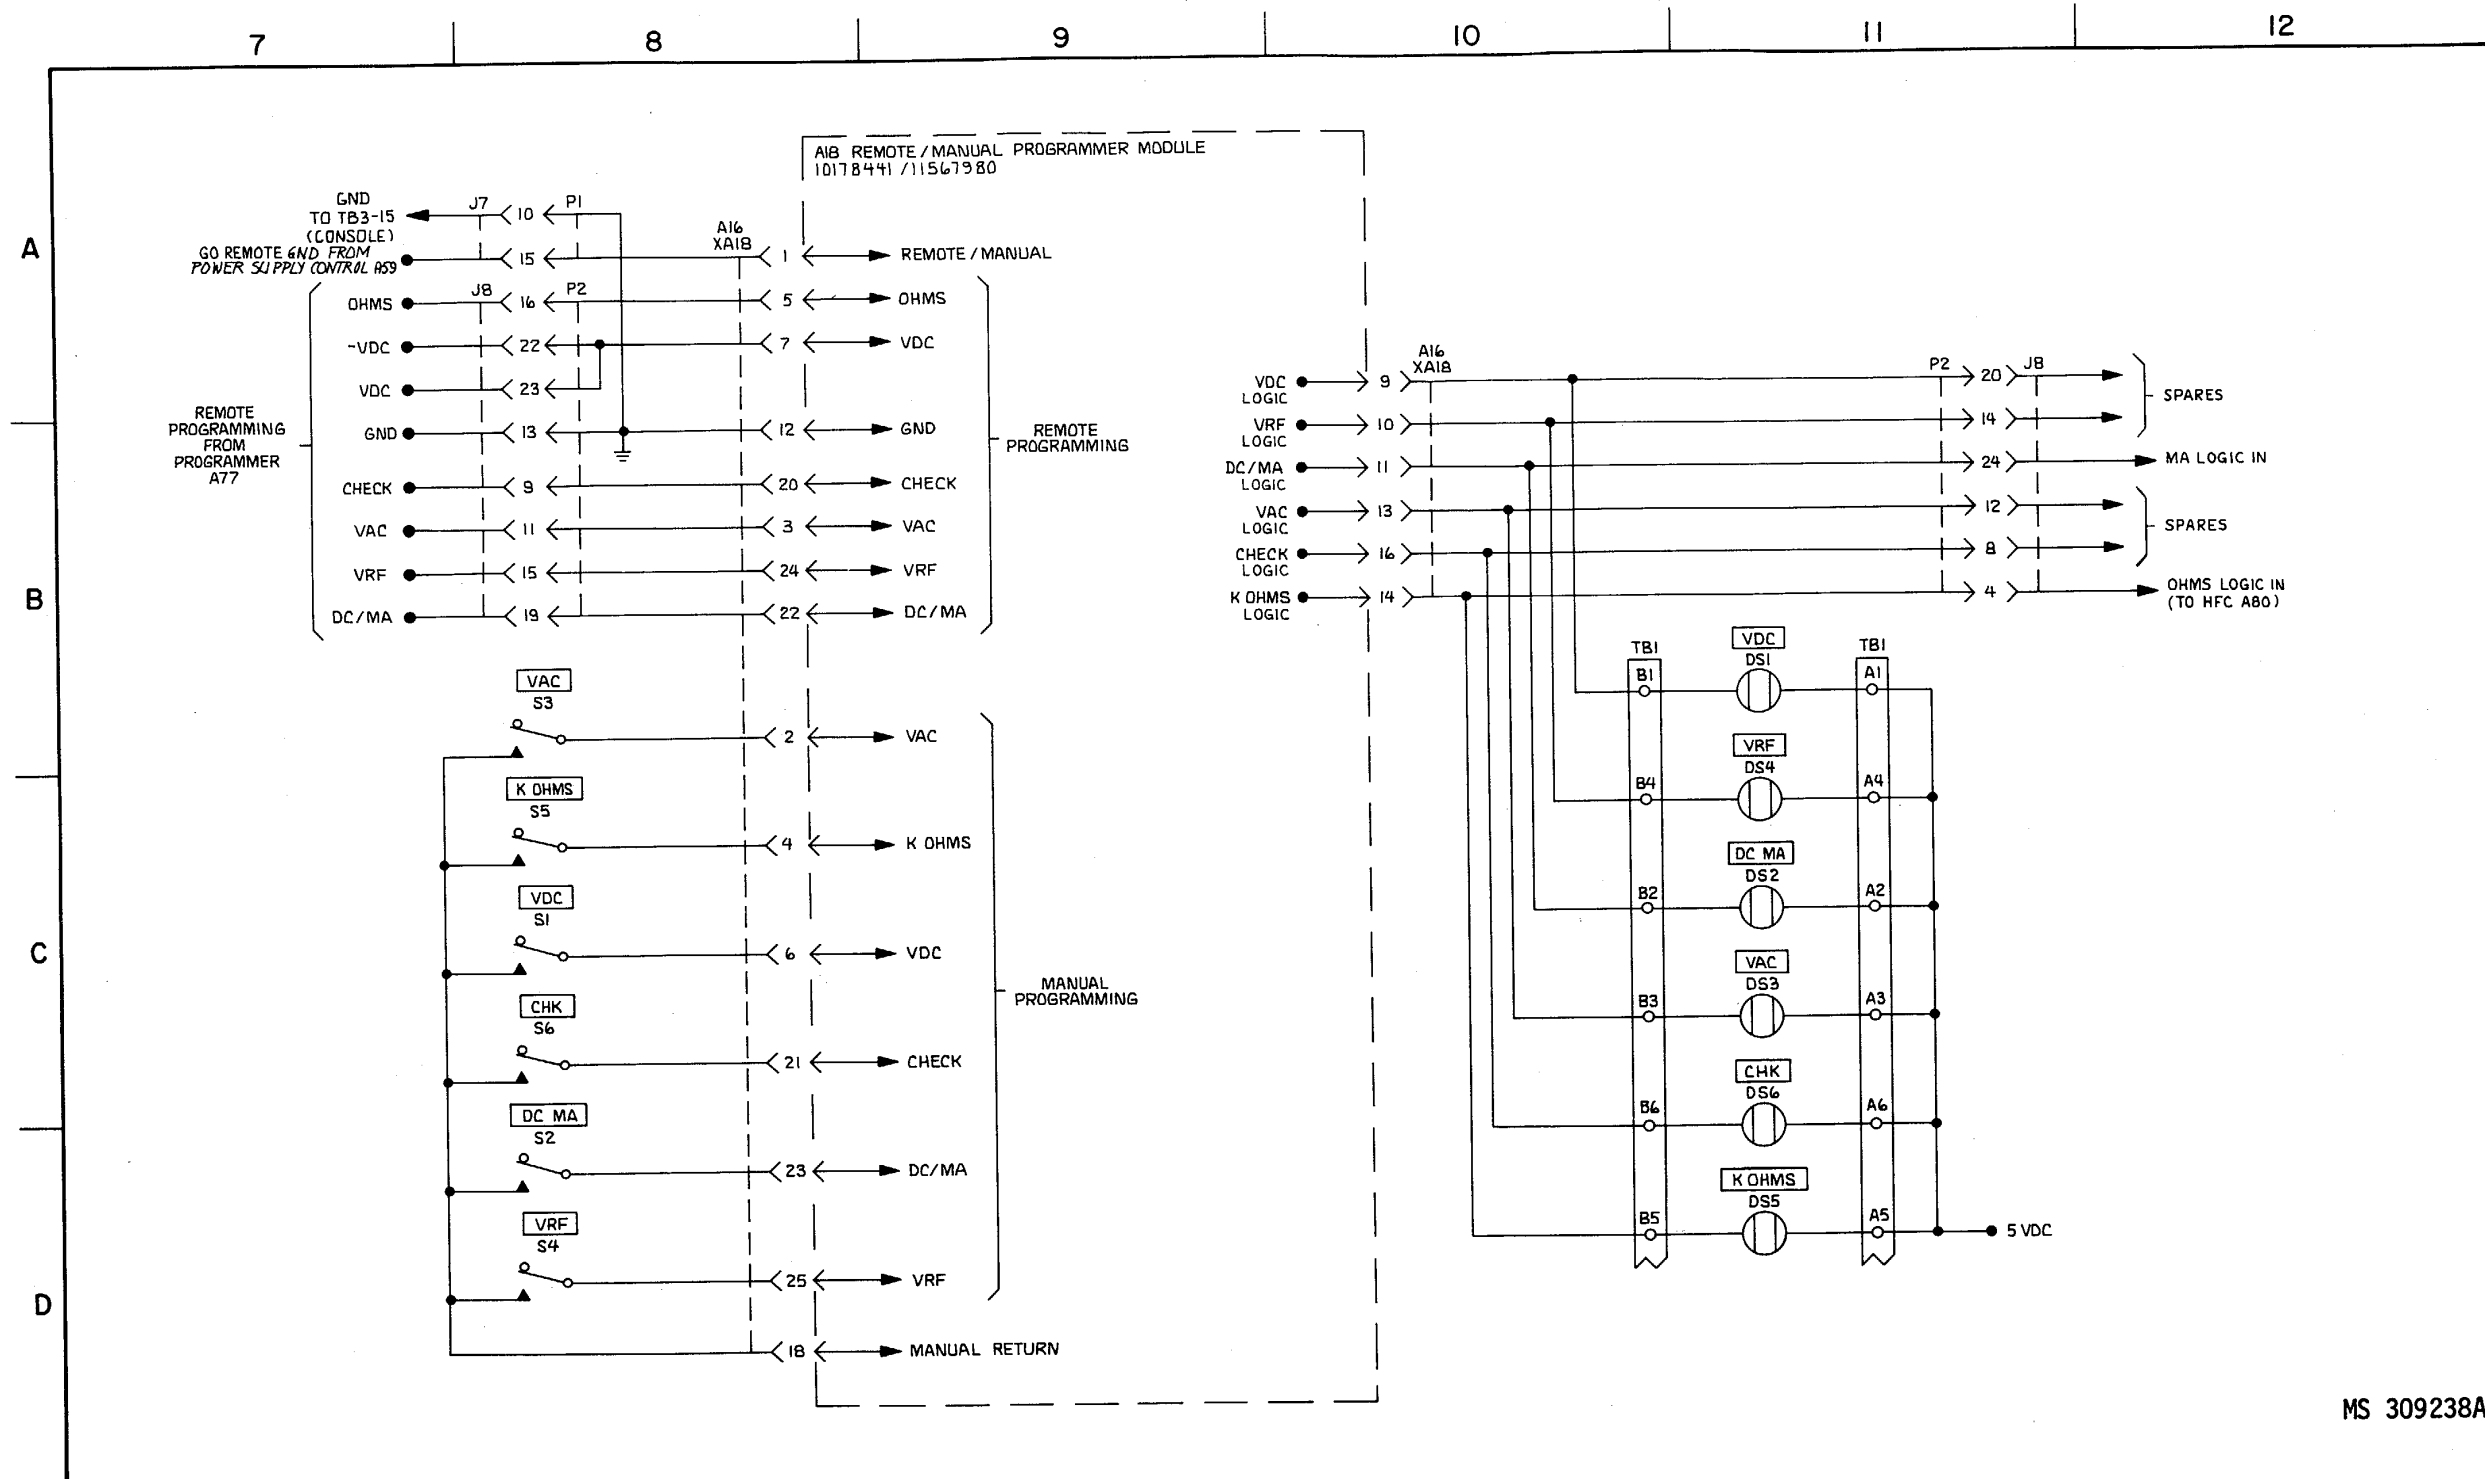 7
8
9
10
11
12
A
B
C
D
A18 REMOTE/MANUAL PROGRAMMER MODULE
10178441/11567980
GND
TO TB3-15
(CONSOLE)
J7
10
P1
GO REMOTE GND FROM
POWER SUPPLY CONTROL A59
15
A16
XA18
1
REMOTE/MANUAL
OHMS
J8
16
P2
5
OHMS
-VDC
22
7
VDC
VDC
23
GND
13
12
GND
CHECK
9
20
CHECK
VAC
11
3
VAC
VRF
15
24
VRF
DC/MA
19
22
DC/MA
REMOTE
PROGRAMMING
FROM
PROGRAMMER
A77
REMOTE
PROGRAMMING
VAC
S3
2
VAC
K OHMS
S5
4
K OHMS
VDC
S1
6
VDC
CHK
S6
21
CHECK
DC MA
S2
23
DC/MA
VRF
S4
25
VRF
18
MANUAL RETURN
MANUAL
PROGRAMMING
VDC
LOGIC
9
A16
XA18
P2
20
J8
SPARES
VRF
LOGIC
10
14
DC/MA
LOGIC
11
24
MA LOGIC IN
VAC
LOGIC
13
12
SPARES
CHECK
LOGIC
16
8
K OHMS
LOGIC
14
4
OHMS LOGIC IN
(TO HFC A80)
TB1
TB1
VDC
DS1
B1
A1
VRF
DS4
B4
A4
DC MA
DS2
B2
A2
VAC
DS3
B3
A3
CHK
DS6
B6
A6
K OHMS
DS5
B5
A5
5 VDC
MS 309238A